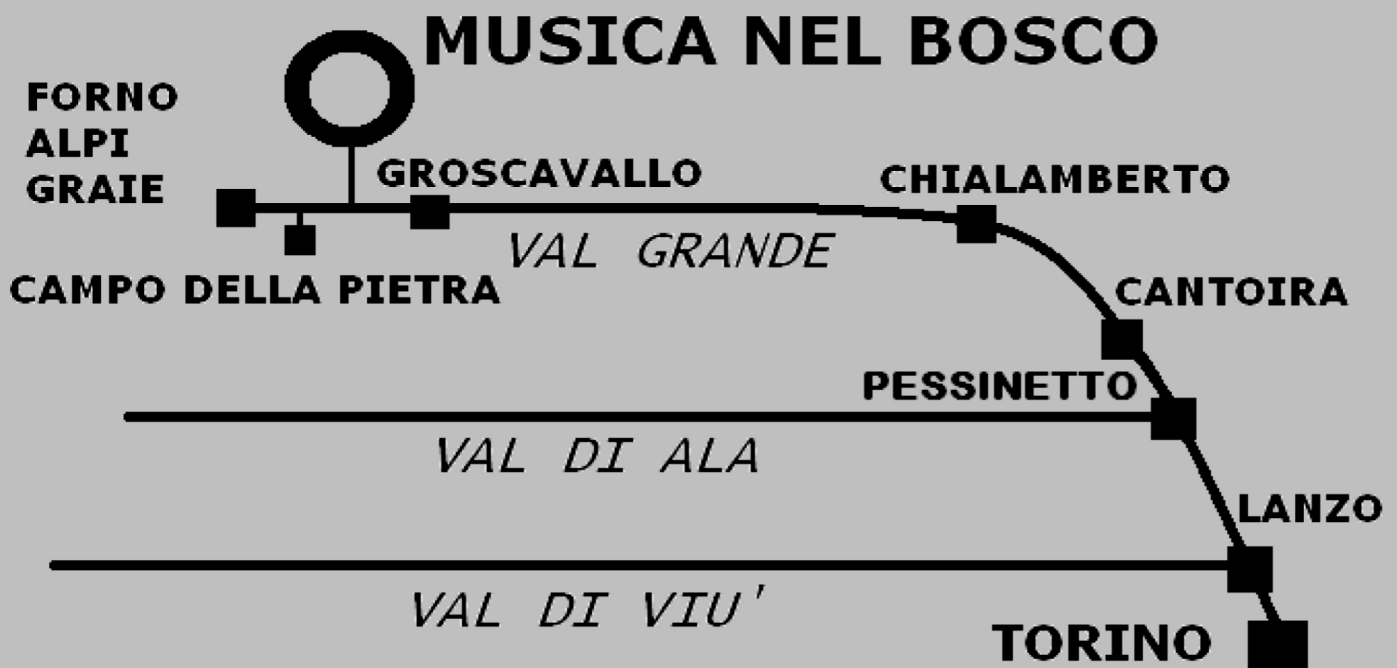 MUSICA NEL BOSCO
FORNO
ALPI
GRAIE
GROSCAVALLO
CHIALAMBERTO
VAL GRANDE
CAMPO DELLA PIETRA
CANTOIRA
PESSINETTO
VAL DI ALA
LANZO
VAL DI VIU'
TORINO